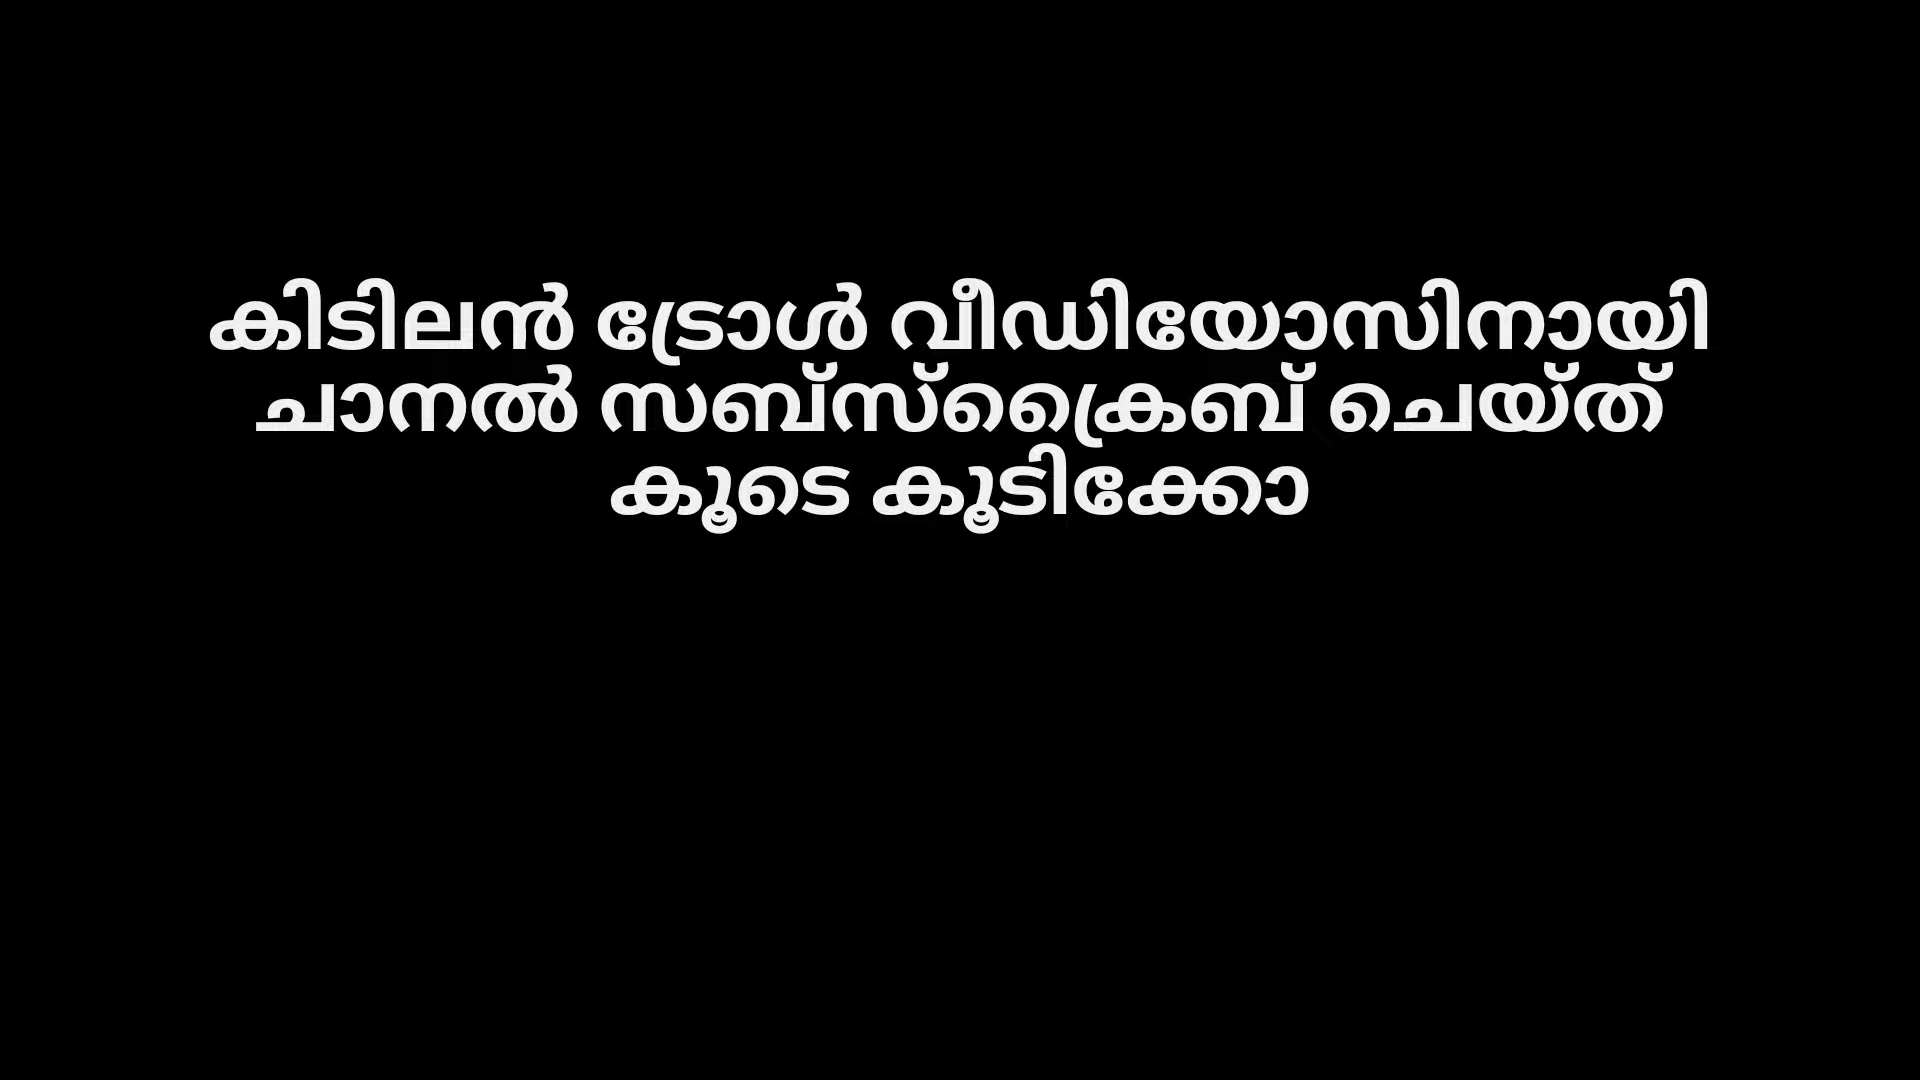 കിടിലൻ ട്രോൾ വീഡിയോസിനായി
ചാനൽ സബ്സ്ക്രൈബ് ചെയ്ത്
കൂടെ കൂടിക്കോ